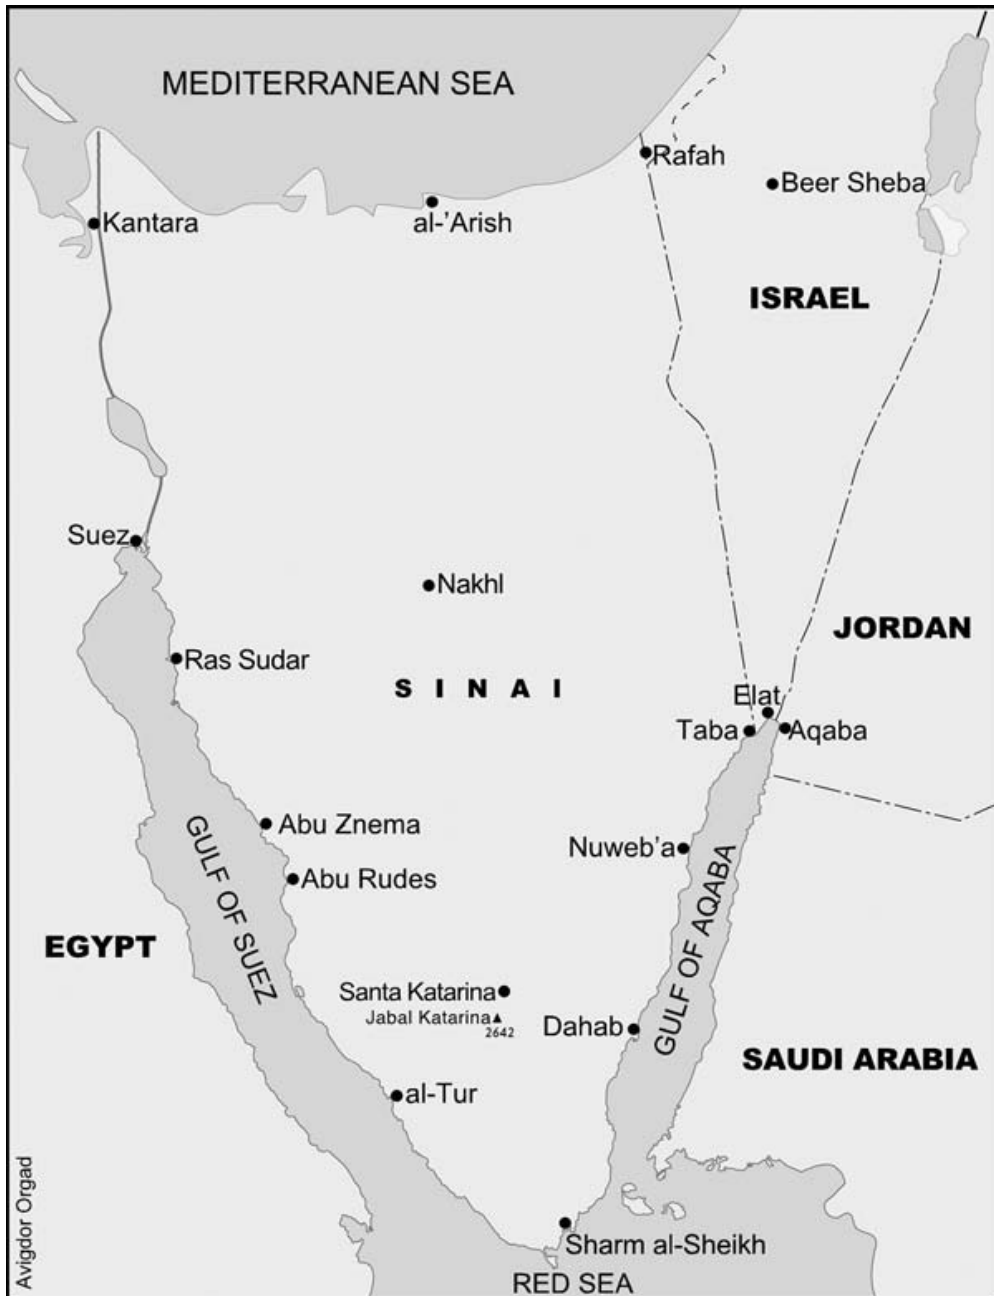 MEDITERRANEAN SEA
Rafah
Beer Sheba
Kantara
al-'Arish
ISRAEL
Suez
Nakhl
JORDAN
Ras Sudar
SINAI
Elat
Taba
Aqaba
Abu Znema
Nuweb'a
GULF OF SUEZ
Abu Rudes
GULF OF AQABA
EGYPT
Santa Katarina
Jabal Katarina
2642
Dahab
SAUDI ARABIA
al-Tur
Avigdor Orgad
Sharm al-Sheikh
RED SEA